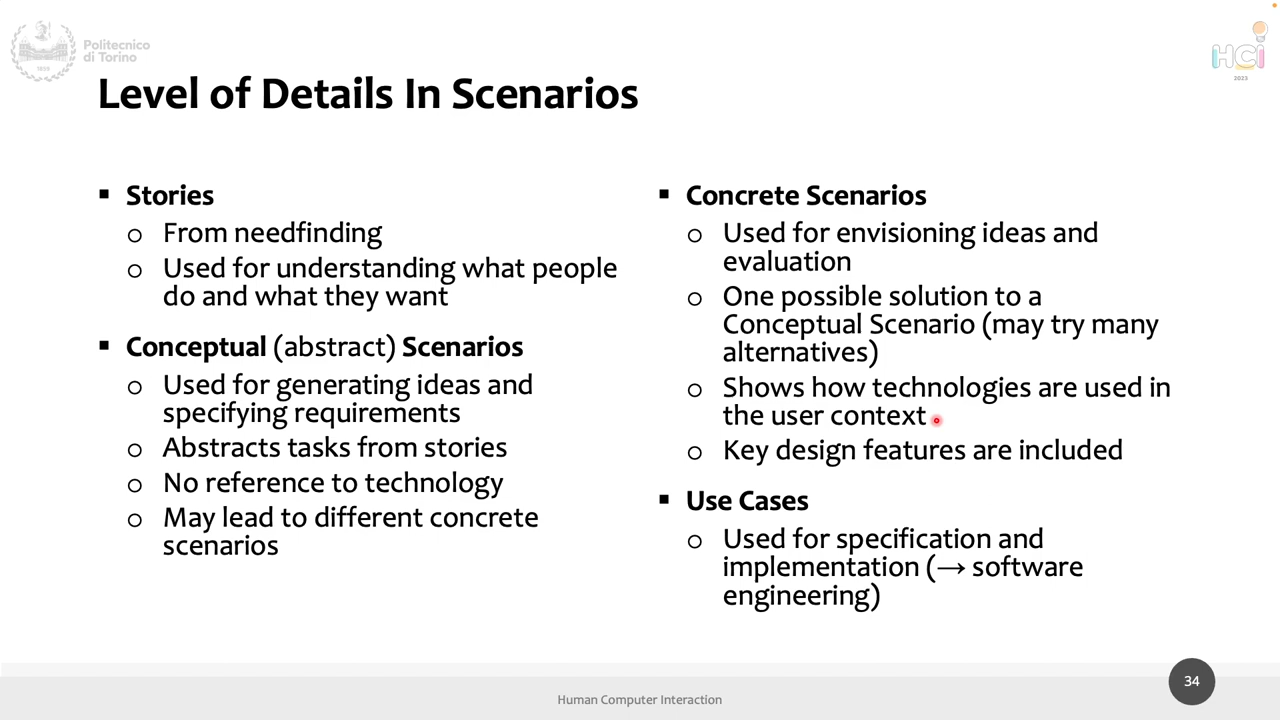 Politecnico
di Torino
1859
HCI
2023
Level of Details In Scenarios
▪ Stories
o From needfinding
o Used for understanding what people
do and what they want
▪ Conceptual (abstract) Scenarios
o Used for generating ideas and
specifying requirements
o Abstracts tasks from stories
o No reference to technology
o May lead to different concrete
scenarios
▪ Concrete Scenarios
o Used for envisioning ideas and
evaluation
o One possible solution to a
Conceptual Scenario (may try many
alternatives)
o Shows how technologies are used in
the user context
o Key design features are included
▪ Use Cases
o Used for specification and
implementation (→ software
engineering)
Human Computer Interaction
34